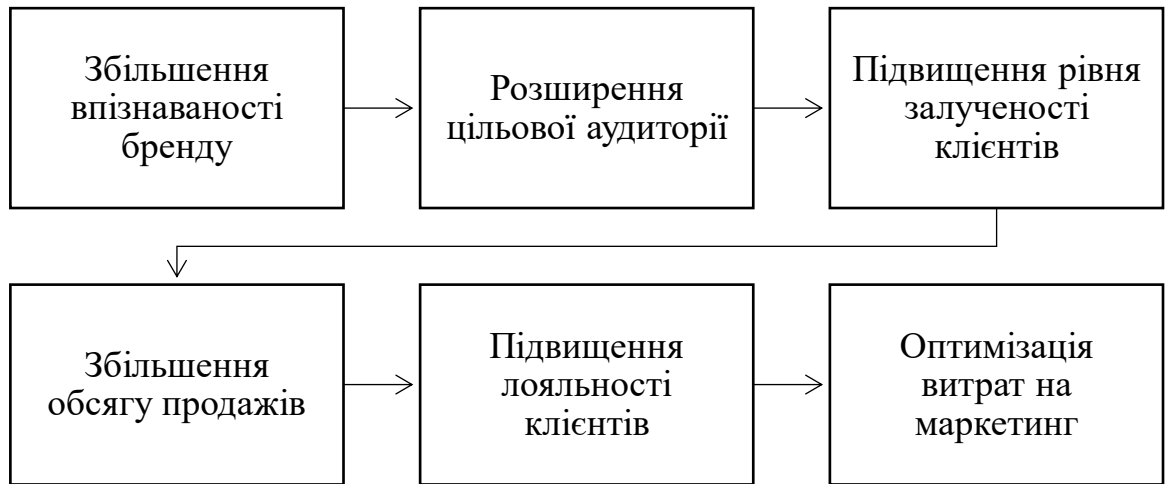 Збільшення
впізнаваності
бренду
Розширення
цільової аудиторії
Підвищення рівня
залученості
клієнтів
Збільшення
обсягу продажів
Підвищення
лояльності
клієнтів
Оптимізація
витрат на
маркетинг